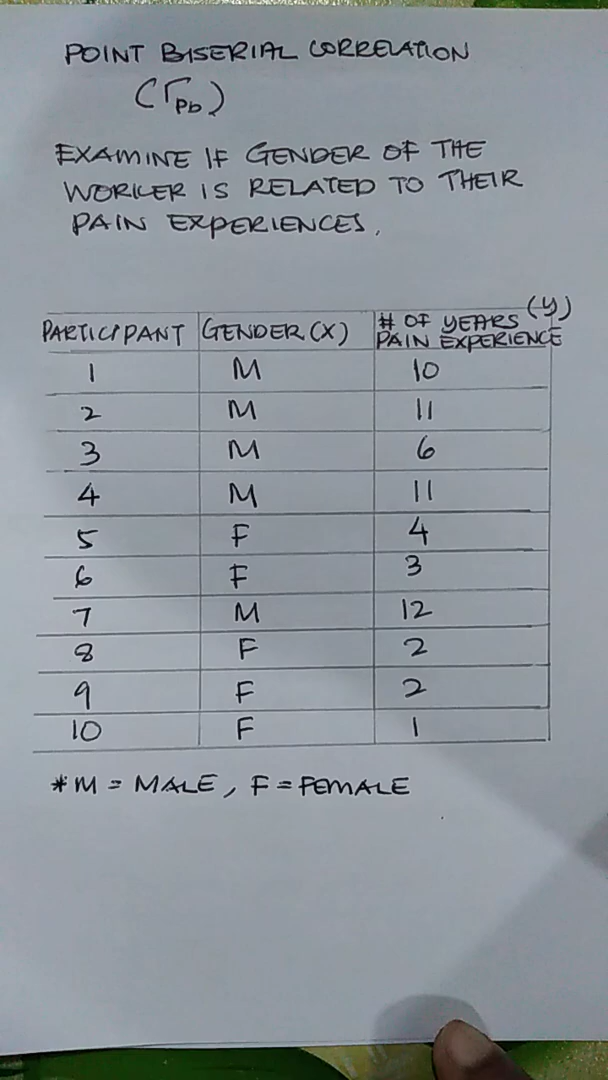 POINT BISERIAL CORRELATION
(rpb)
EXAMINE IF GENDER OF THE
WORKER IS RELATED TO THEIR
PAIN EXPERIENCES.
PARTICIPANT GENDER (X) # OF YEARS (Y)
PAIN EXPERIENCE
1 M 10
2 M 11
3 M 6
4 M 11
5 F 4
6 F 3
7 M 12
8 F 2
9 F 2
10 F 1
*M = MALE, F = FEMALE